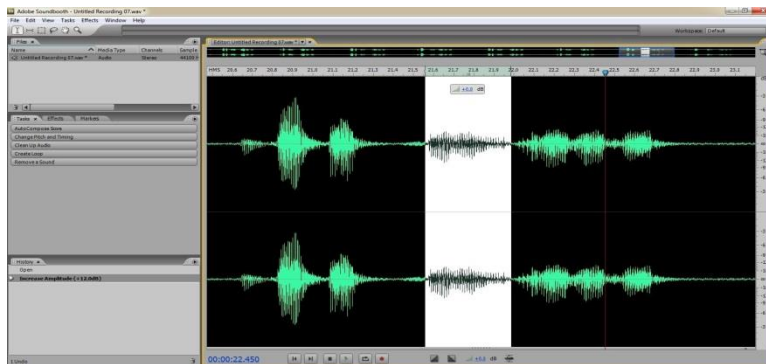 Adobe Soundbooth - Untitled Recording 07.wav *
File Edit View Tasks Effects Window Help
Workspace: Default
Files
Editor: Untitled Recording 07.wav *
Name Media Type Channels Sample
Untitled Recording 07.wav * Audio Stereo 44100
HMS 20.6 20.7 20.8 20.9 21.0 21.1 21.2 21.3 21.4 21.5 21.6 21.7 21.8 21.9 22.0 22.1 22.2 22.3 22.4 22.5 22.6 22.7 22.8 22.9 23.0 23.1
+0.0 dB
Tasks Effects Markers
AutoCompose Score
Change Pitch and Timing
Clean Up Audio
Create Loop
Remove a Sound
History
Open
Increase Amplitude (+12.0dB)
1 Undo
00:00:22.450
+0.0 dB